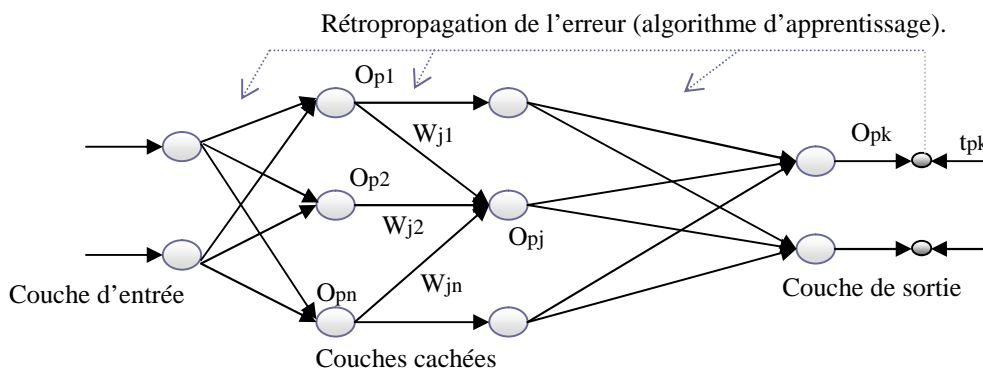 Rétropropagation de l'erreur (algorithme d'apprentissage).
Op1
Wj1
Opk
tpk
Op2
Wj2
Opj
Couche d'entrée
Opn
Wjn
Couche de sortie
Couches cachées